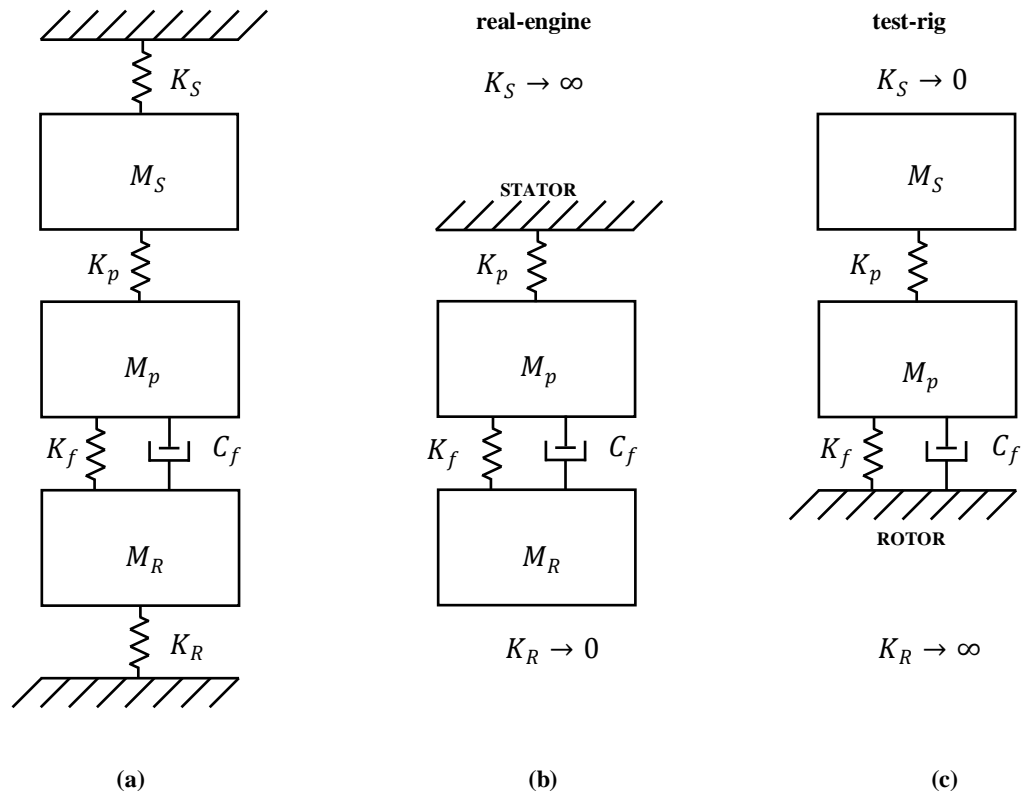 real-engine
test-rig
K_S
K_S → ∞
K_S → 0
M_S
STATOR
M_S
K_p
K_p
K_p
M_p
M_p
M_p
K_f
C_f
K_f
C_f
K_f
C_f
M_R
M_R
ROTOR
K_R
K_R → 0
K_R → ∞
(a)
(b)
(c)